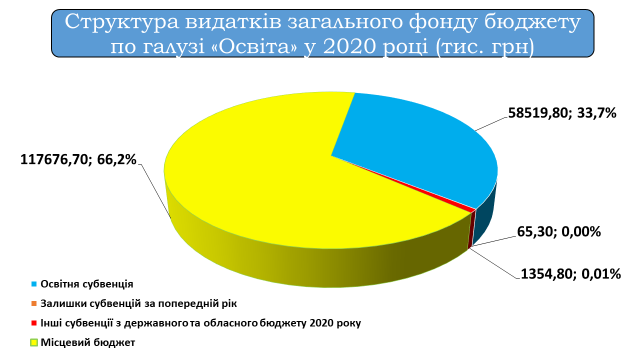 Структура видатків загального фонду бюджету
по галузі «Освіта» у 2020 році (тис. грн)
58519,80; 33,7%
117676,70; 66,2%
65,30; 0,00%
1354,80; 0,01%
Освітня субвенція
Залишки субвенцій за попередній рік
Інші субвенції з державного та обласного бюджету 2020 року
Місцевий бюджет